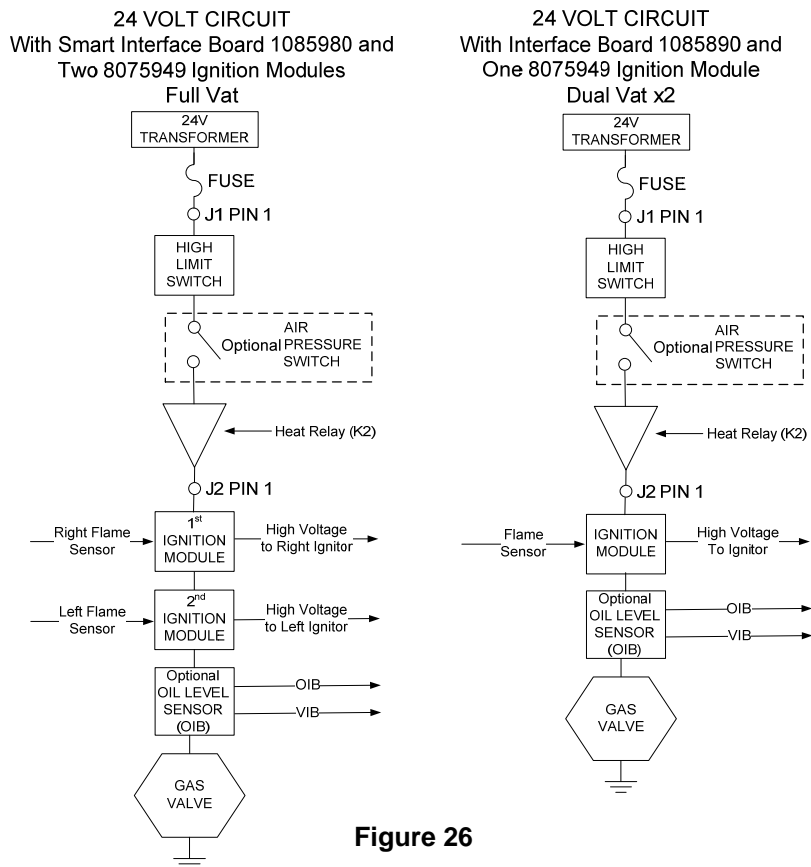 24 VOLT CIRCUIT
With Smart Interface Board 1085980 and
Two 8075949 Ignition Modules
Full Vat
24V
TRANSFORMER
FUSE
J1 PIN 1
HIGH
LIMIT
SWITCH
Optional
AIR
PRESSURE
SWITCH
Heat Relay (K2)
J2 PIN 1
Right Flame
Sensor
1st
IGNITION
MODULE
High Voltage
to Right Ignitor
Left Flame
Sensor
2nd
IGNITION
MODULE
High Voltage
to Left Ignitor
Optional
OIL LEVEL
SENSOR
(OIB)
OIB
VIB
GAS
VALVE
24 VOLT CIRCUIT
With Interface Board 1085890 and
One 8075949 Ignition Module
Dual Vat x2
24V
TRANSFORMER
FUSE
J1 PIN 1
HIGH
LIMIT
SWITCH
Optional
AIR
PRESSURE
SWITCH
Heat Relay (K2)
J2 PIN 1
Flame
Sensor
IGNITION
MODULE
High Voltage
To Ignitor
Optional
OIL LEVEL
SENSOR
(OIB)
OIB
VIB
GAS
VALVE
Figure 26